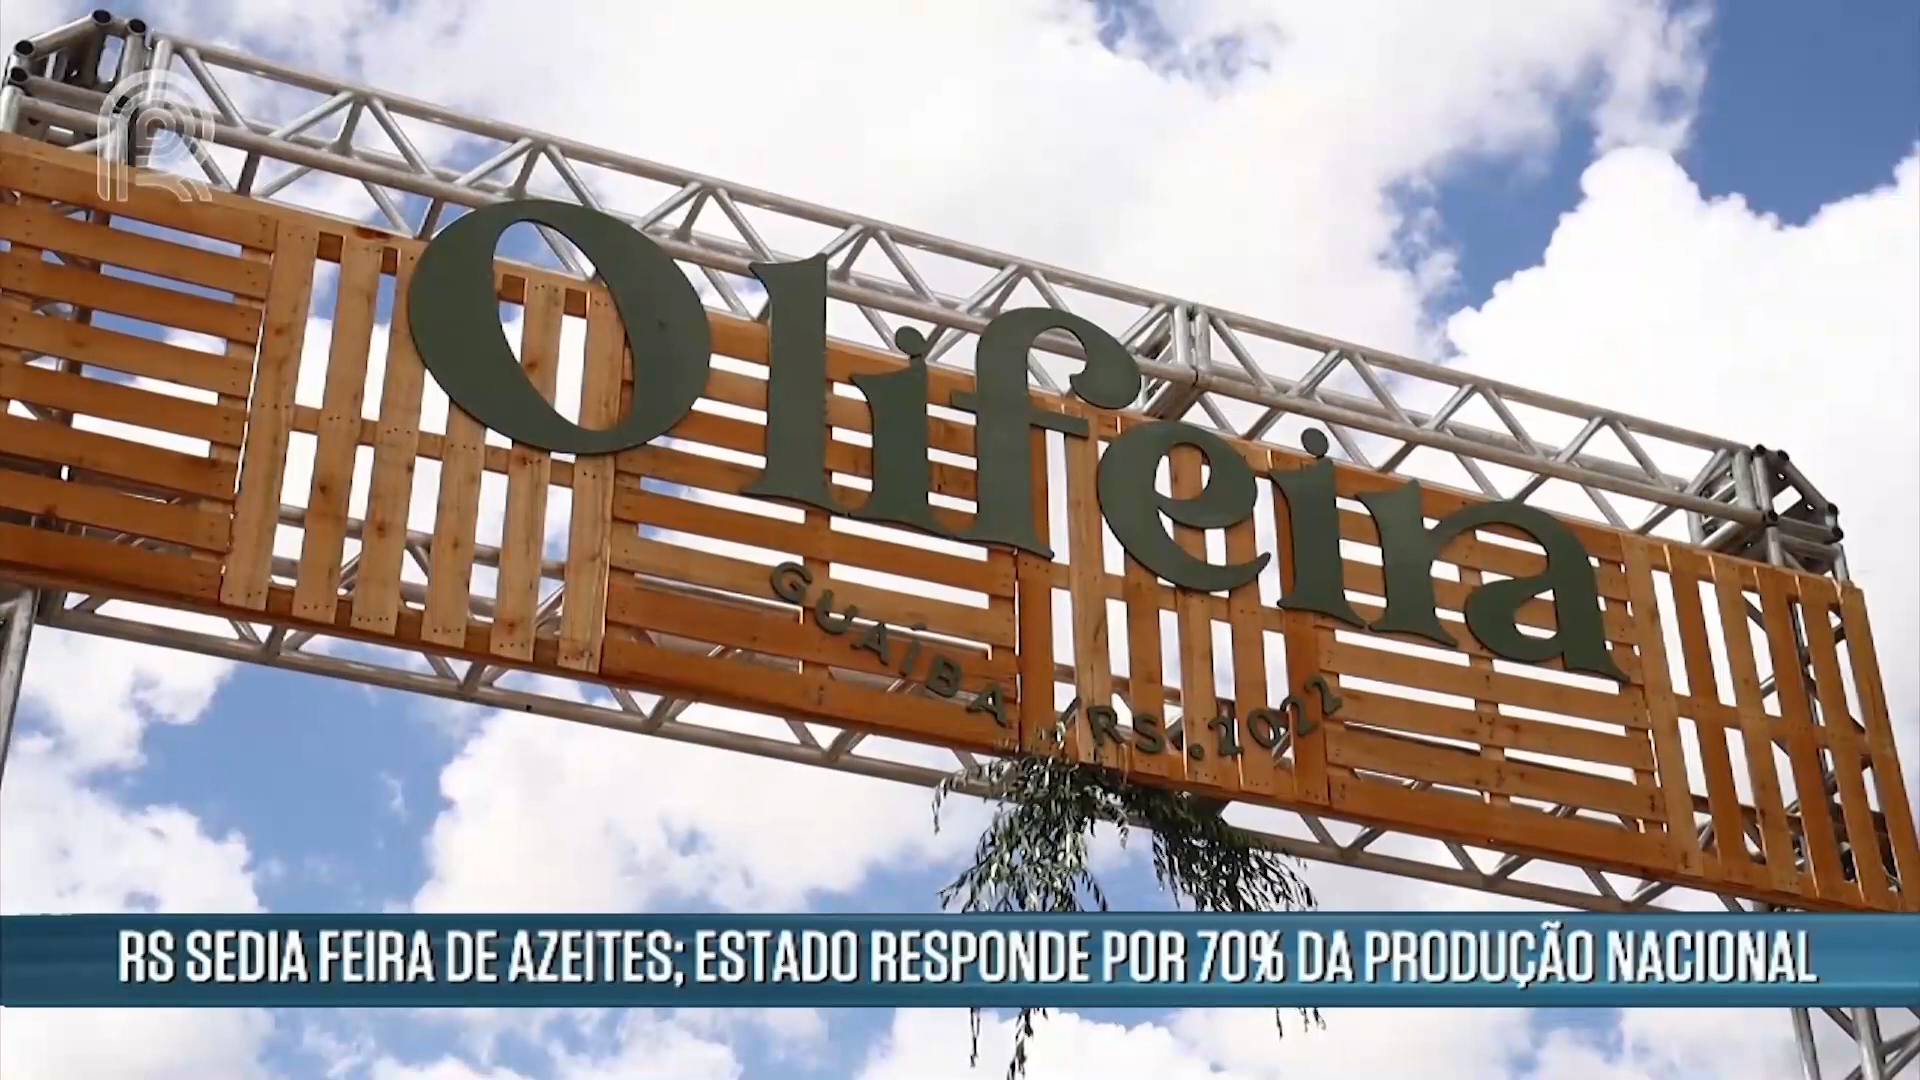 Olifeira
GUAÍBA . RS . 2022
RS SEDIA FEIRA DE AZEITES; ESTADO RESPONDE POR 70% DA PRODUÇÃO NACIONAL